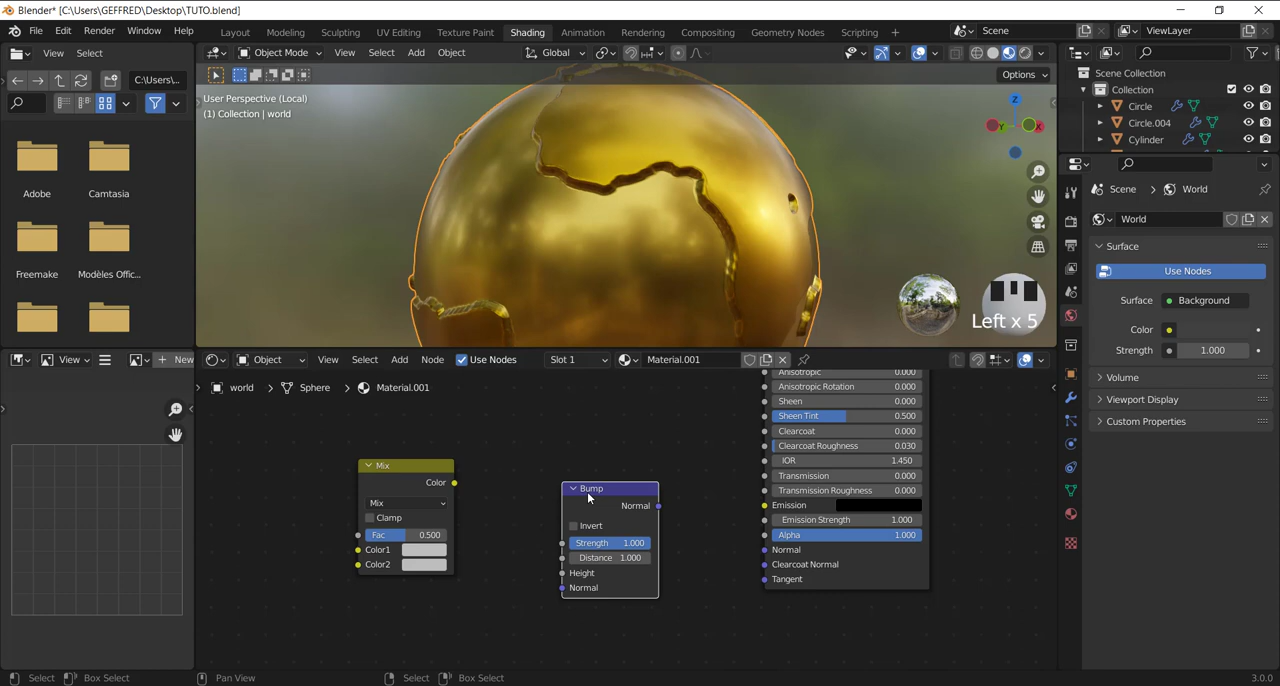 Blender* [C:\Users\GEFFRED\Desktop\TUTO.blend]
File Edit Render Window Help
Layout Modeling Sculpting UV Editing Texture Paint Shading Animation Rendering Compositing Geometry Nodes Scripting +
Scene
ViewLayer
View Select
Object Mode View Select Add Object
Global
C:\Users\...
Options
User Perspective (Local)
(1) Collection | world
Z
Y
X
Adobe
Camtasia
Freemake
Modèles Offic...
Left x 5
Scene Collection
Collection
Circle
Circle.004
Cylinder
Scene > World
World
Surface
Use Nodes
Surface Background
Color
Strength 1.000
Volume
Viewport Display
Custom Properties
View
New
Object View Select Add Node Use Nodes Slot 1 Material.001
world > Sphere > Material.001
Anisotropic 0.000
Anisotropic Rotation 0.000
Sheen 0.000
Sheen Tint 0.500
Clearcoat 0.000
Clearcoat Roughness 0.030
IOR 1.450
Transmission 0.000
Transmission Roughness 0.000
Emission
Emission Strength 1.000
Alpha 1.000
Normal
Clearcoat Normal
Tangent
Mix
Color
Mix
Clamp
Fac 0.500
Color1
Color2
Bump
Normal
Invert
Strength 1.000
Distance 1.000
Height
Normal
Select Box Select Pan View Select Box Select 3.0.0